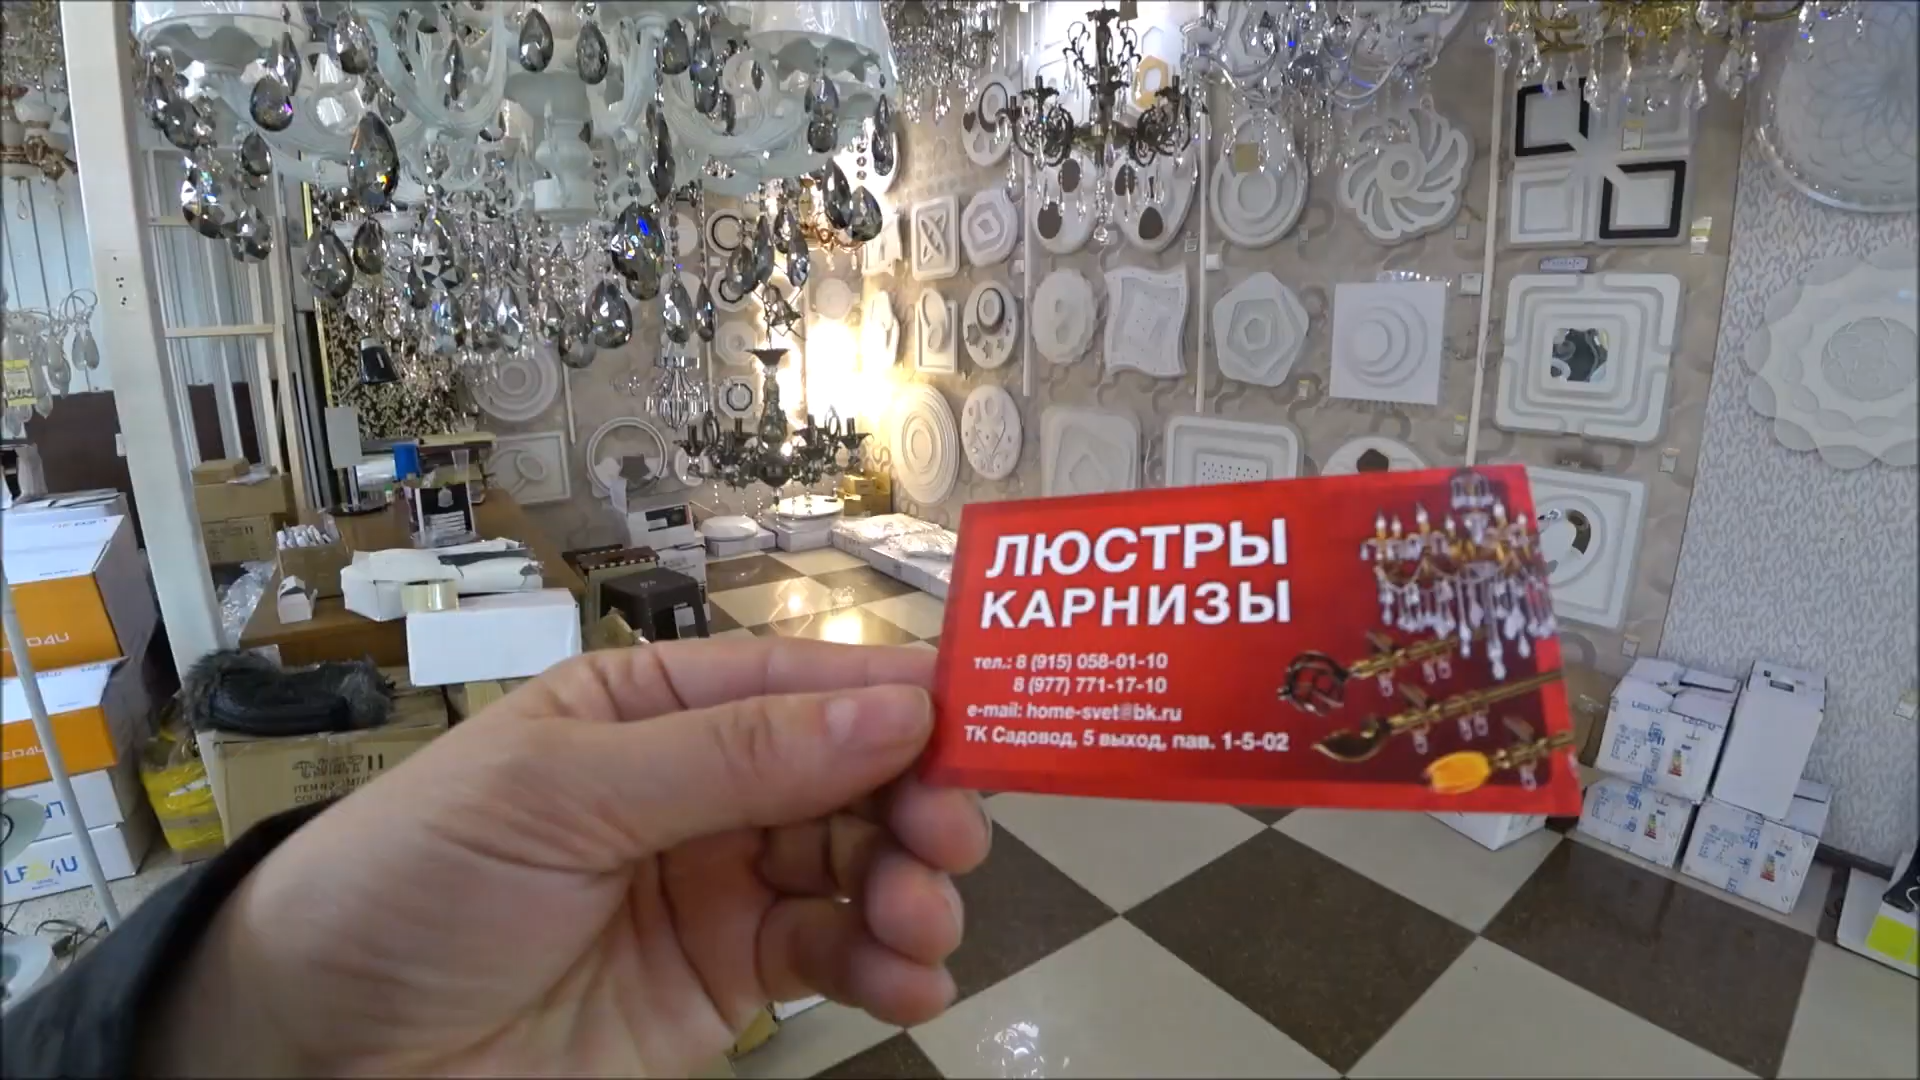 ЛЮСТРЫ
КАРНИЗЫ
тел.: 8 (915) 058-01-10
8 (977) 771-17-10
e-mail: home-svet@bk.ru
ТК Садовод, 5 выход, пав. 1-5-02
LED4U